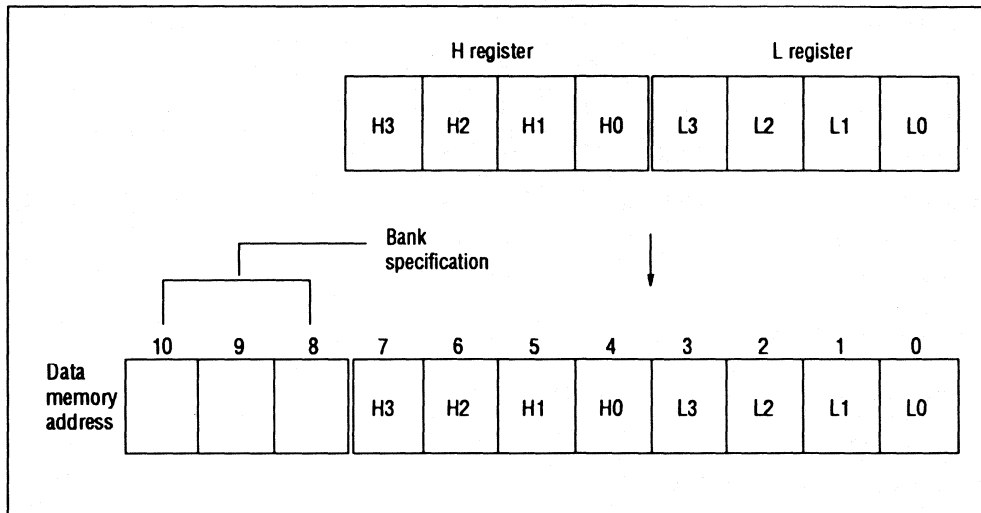 H register L register
H3 H2 H1 H0 L3 L2 L1 L0
Bank
specification
10 9 8 7 6 5 4 3 2 1 0
Data
memory
address
H3 H2 H1 H0 L3 L2 L1 L0